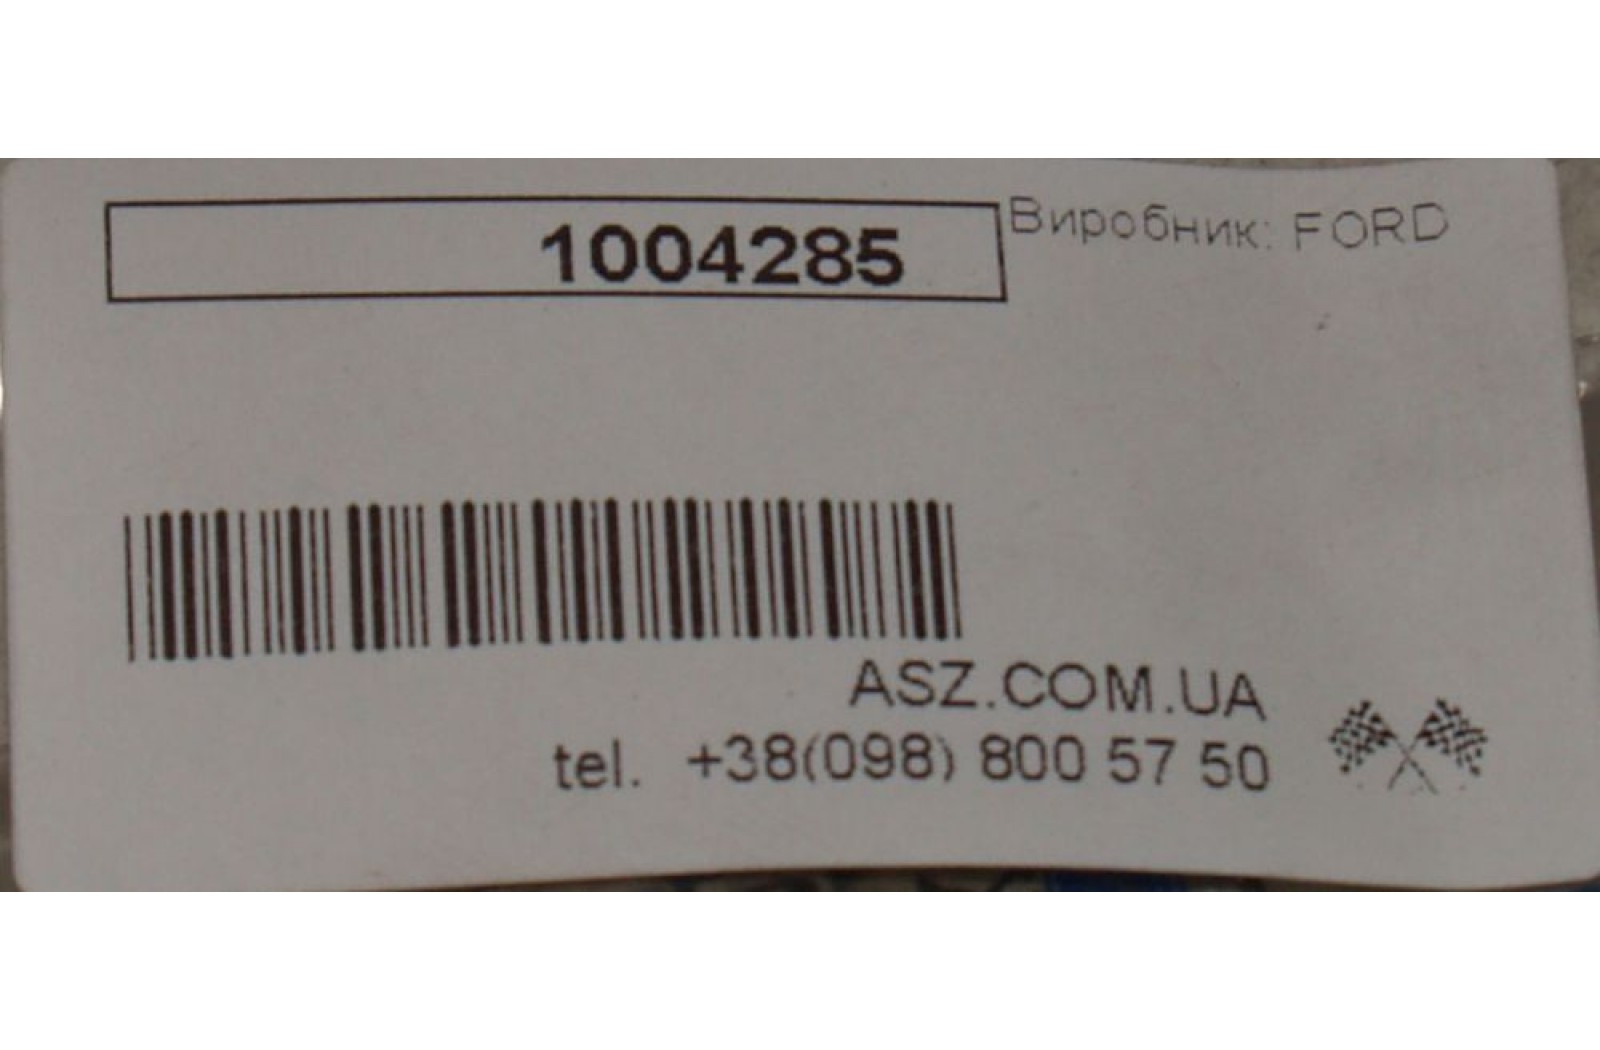 1004285
Виробник: FORD
ASZ.COM.UA
tel. +38(098) 800 57 50